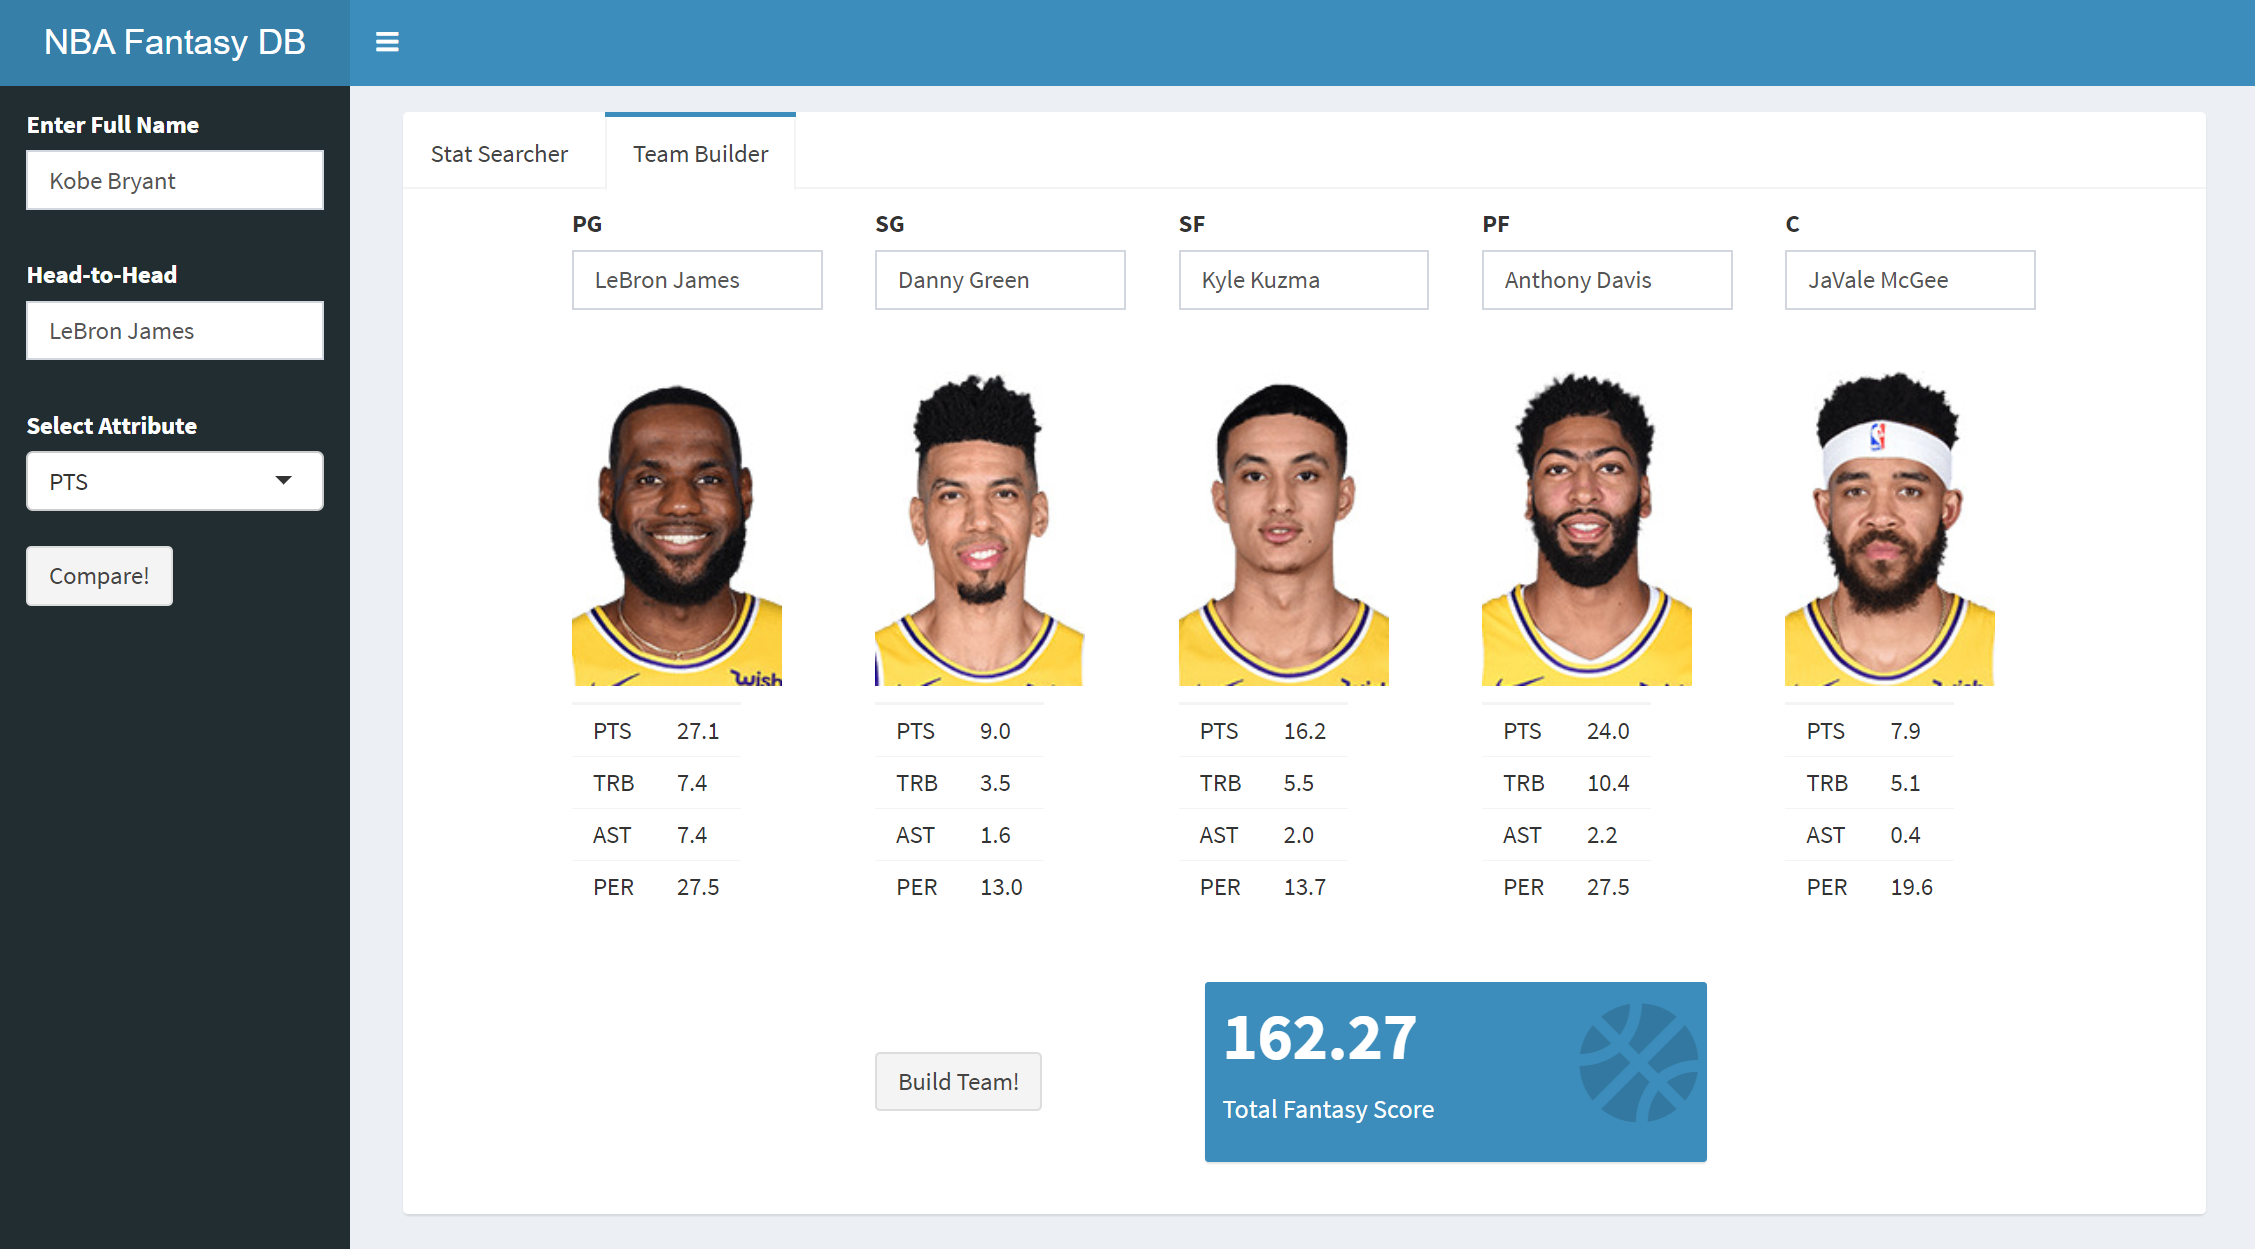 NBA Fantasy DB
Enter Full Name
Kobe Bryant
Head-to-Head
LeBron James
Select Attribute
PTS
Compare!
Stat Searcher
Team Builder
PG
SG
SF
PF
C
LeBron James
Danny Green
Kyle Kuzma
Anthony Davis
JaVale McGee
wish
PTS 27.1
TRB 7.4
AST 7.4
PER 27.5
PTS 9.0
TRB 3.5
AST 1.6
PER 13.0
PTS 16.2
TRB 5.5
AST 2.0
PER 13.7
PTS 24.0
TRB 10.4
AST 2.2
PER 27.5
PTS 7.9
TRB 5.1
AST 0.4
PER 19.6
Build Team!
162.27
Total Fantasy Score